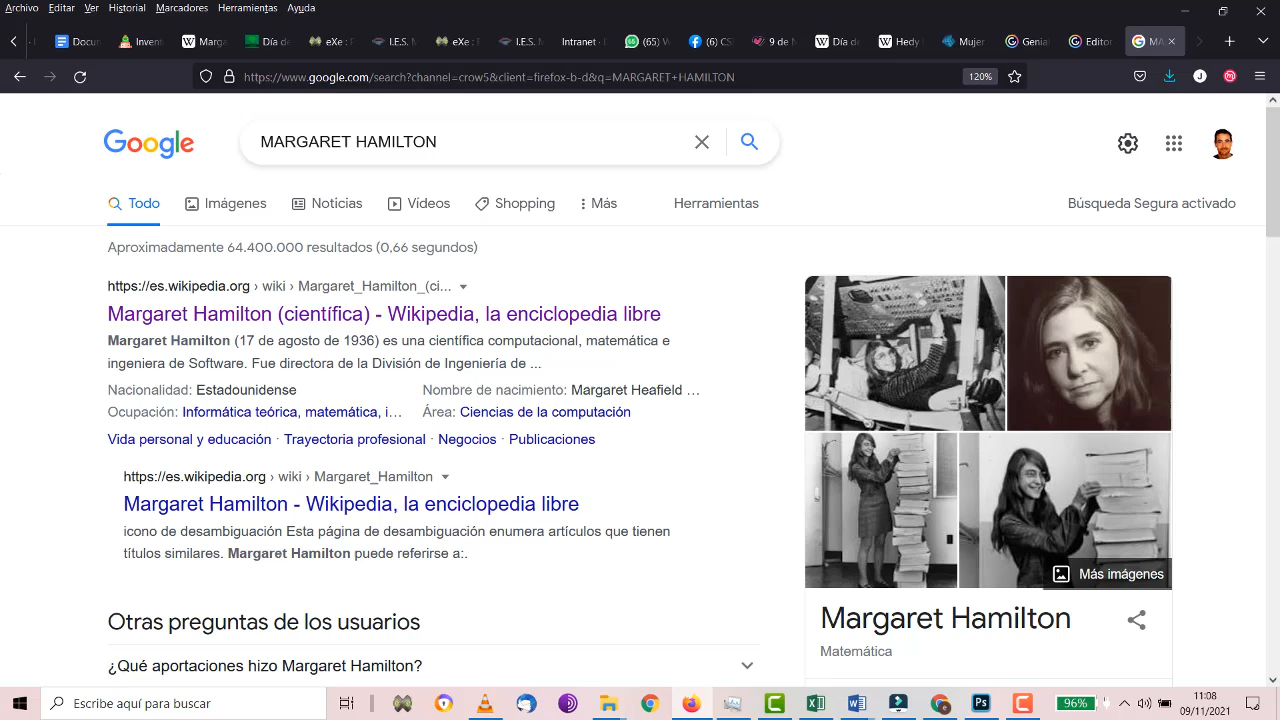 Archivo Editar Ver Historial Marcadores Herramientas Ayuda
Docun Invent Marga Día de eXe : F I.E.S. M eXe : F I.E.S. M Intranet - I (65) W (6) CS 9 de N Día de Hedy Mujer Genial Editor MA
https://www.google.com/search?channel=crow5&client=firefox-b-d&q=MARGARET+HAMILTON 120%
Google MARGARET HAMILTON
Todo Imágenes Noticias Vídeos Shopping Más Herramientas Búsqueda Segura activado
Aproximadamente 64.400.000 resultados (0,66 segundos)
https://es.wikipedia.org › wiki › Margaret_Hamilton_(ci...
Margaret Hamilton (científica) - Wikipedia, la enciclopedia libre
Margaret Hamilton (17 de agosto de 1936) es una científica computacional, matemática e
ingeniera de Software. Fue directora de la División de Ingeniería de ...
Nacionalidad: Estadounidense Nombre de nacimiento: Margaret Heafield …
Ocupación: Informática teórica, matemática, i… Área: Ciencias de la computación
Vida personal y educación · Trayectoria profesional · Negocios · Publicaciones
https://es.wikipedia.org › wiki › Margaret_Hamilton
Margaret Hamilton - Wikipedia, la enciclopedia libre
icono de desambiguación Esta página de desambiguación enumera artículos que tienen
títulos similares. Margaret Hamilton puede referirse a:.
Otras preguntas de los usuarios
¿Qué aportaciones hizo Margaret Hamilton?
Más imágenes
Margaret Hamilton
Matemática
Escribe aquí para buscar 96% 11:08
09/11/2021